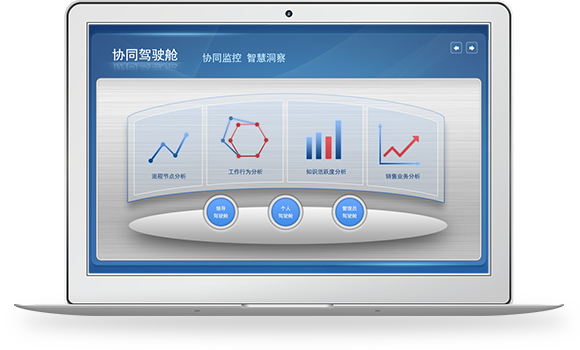 协同驾驶舱
协同监控 智慧洞察
流程节点分析
工作行为分析
知识活跃度分析
销售业务分析
领导
驾驶舱
个人
驾驶舱
管理员
驾驶舱